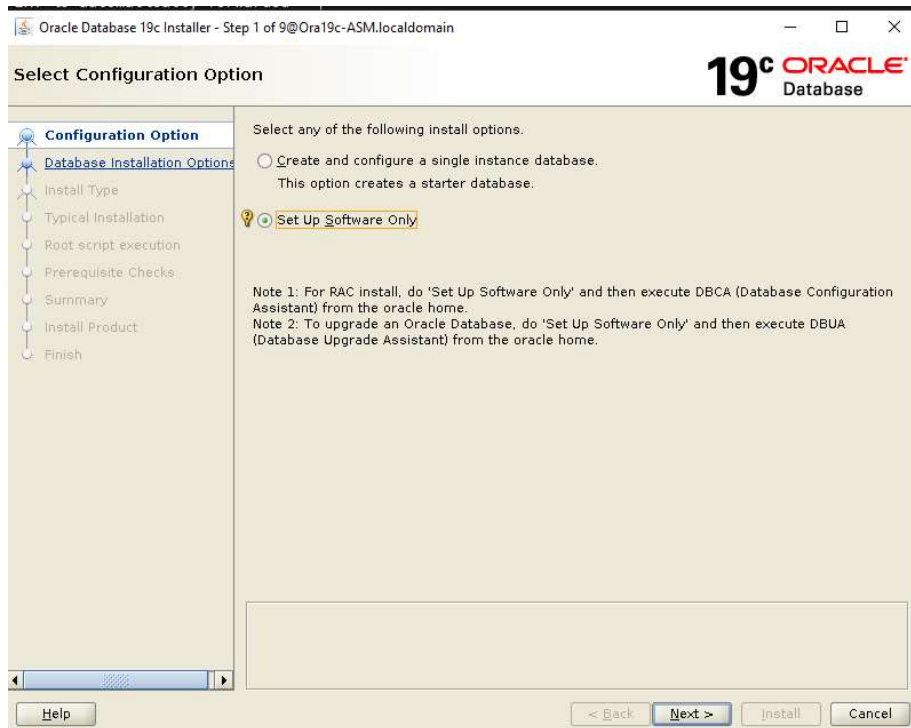 Oracle Database 19c Installer - Step 1 of 9@Ora19c-ASM.localdomain
Select Configuration Option
19c ORACLE
Database
Configuration Option
Database Installation Options
Install Type
Typical Installation
Root script execution
Prerequisite Checks
Summary
Install Product
Finish
Select any of the following install options.
Create and configure a single instance database.
This option creates a starter database.
Set Up Software Only
Note 1: For RAC install, do 'Set Up Software Only' and then execute DBCA (Database Configuration
Assistant) from the oracle home.
Note 2: To upgrade an Oracle Database, do 'Set Up Software Only' and then execute DBUA
(Database Upgrade Assistant) from the oracle home.
Help
< Back
Next >
Install
Cancel